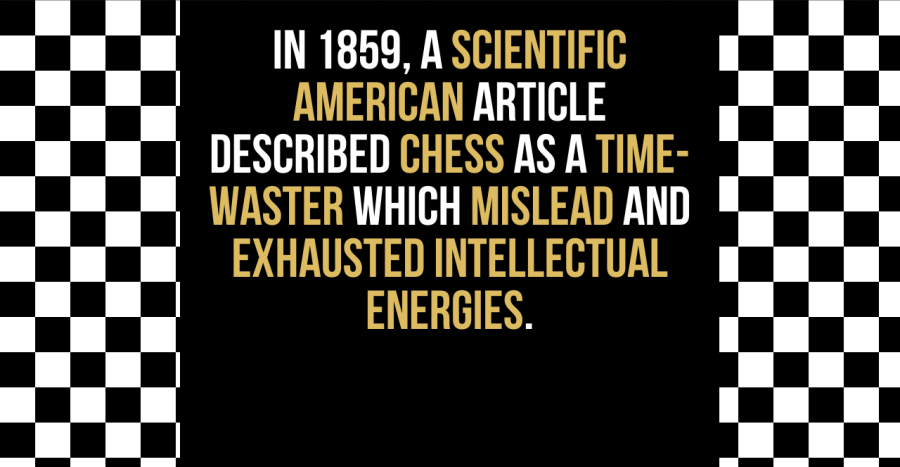 IN 1859, A SCIENTIFIC
AMERICAN ARTICLE
DESCRIBED CHESS AS A TIME-
WASTER WHICH MISLEAD AND
EXHAUSTED INTELLECTUAL
ENERGIES.